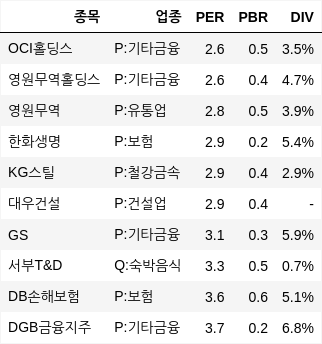 종목 업종 PER PBR DIV
OCI홀딩스 P:기타금융 2.6 0.5 3.5%
영원무역홀딩스 P:기타금융 2.6 0.4 4.7%
영원무역 P:유통업 2.8 0.5 3.9%
한화생명 P:보험 2.9 0.2 5.4%
KG스틸 P:철강금속 2.9 0.4 2.9%
대우건설 P:건설업 2.9 0.4 -
GS P:기타금융 3.1 0.3 5.9%
서부T&D Q:숙박음식 3.3 0.5 0.7%
DB손해보험 P:보험 3.6 0.6 5.1%
DGB금융지주 P:기타금융 3.7 0.2 6.8%